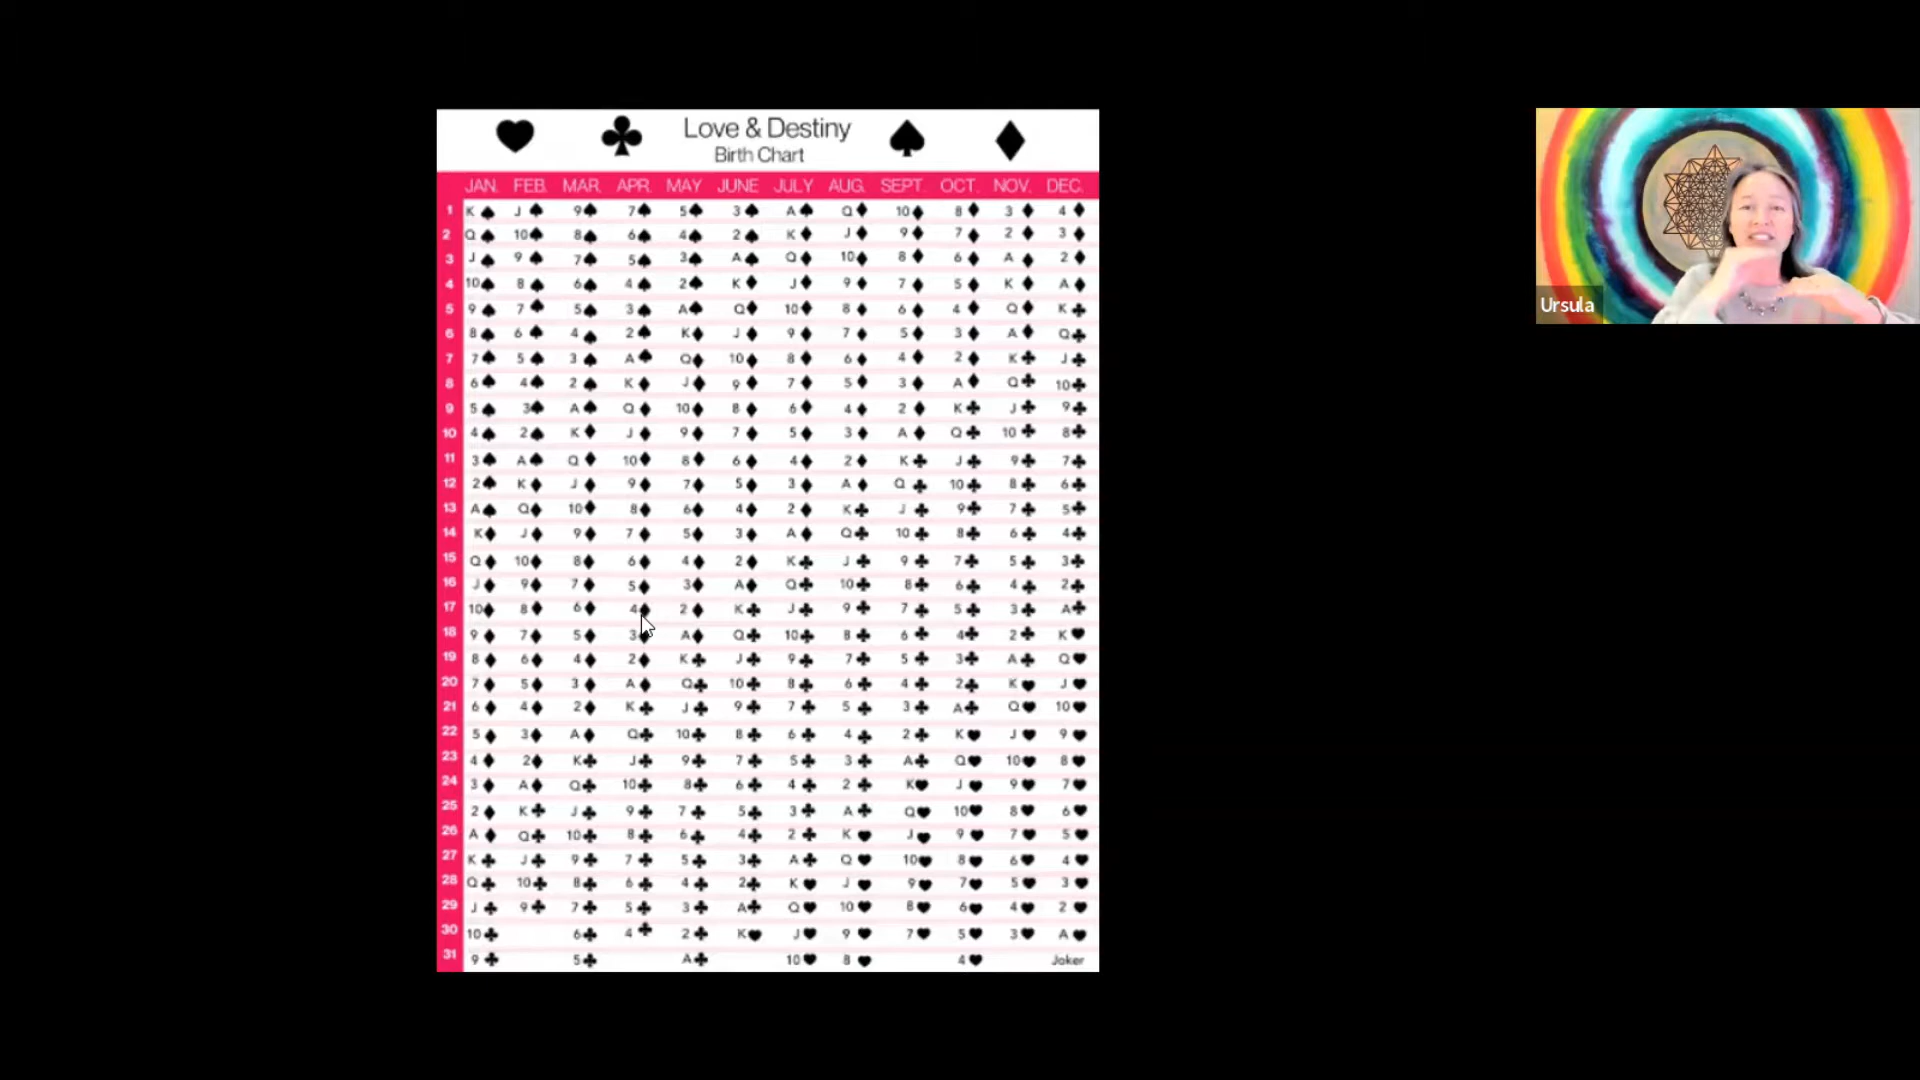 Love & Destiny
Birth Chart
JAN. FEB. MAR. APR. MAY JUNE JULY AUG. SEPT. OCT. NOV. DEC.
1 K♠ J♠ 9♠ 7♠ 5♠ 3♠ A♠ Q♦ 10♦ 8♦ 3♦ 4♦
2 Q♠ 10♠ 8♠ 6♠ 4♠ 2♠ K♦ J♦ 9♦ 7♦ 2♦ 3♦
3 J♠ 9♠ 7♠ 5♠ 3♠ A♠ Q♦ 10♦ 8♦ 6♦ A♦ 2♦
4 10♠ 8♠ 6♠ 4♠ 2♠ K♦ J♦ 9♦ 7♦ 5♦ K♦ A♦
5 9♠ 7♠ 5♠ 3♠ A♠ Q♦ 10♦ 8♦ 6♦ 4♦ Q♦ K♣
6 8♠ 6♠ 4♠ 2♠ K♦ J♦ 9♦ 7♦ 5♦ 3♦ A♦ Q♣
7 7♠ 5♠ 3♠ A♠ Q♦ 10♦ 8♦ 6♦ 4♦ 2♦ K♣ J♣
8 6♠ 4♠ 2♠ K♦ J♦ 9♦ 7♦ 5♦ 3♦ A♦ Q♣ 10♣
9 5♠ 3♠ A♠ Q♦ 10♦ 8♦ 6♦ 4♦ 2♦ K♣ J♣ 9♣
10 4♠ 2♠ K♦ J♦ 9♦ 7♦ 5♦ 3♦ A♦ Q♣ 10♣ 8♣
11 3♠ A♠ Q♦ 10♦ 8♦ 6♦ 4♦ 2♦ K♣ J♣ 9♣ 7♣
12 2♠ K♦ J♦ 9♦ 7♦ 5♦ 3♦ A♦ Q♣ 10♣ 8♣ 6♣
13 A♠ Q♦ 10♦ 8♦ 6♦ 4♦ 2♦ K♣ J♣ 9♣ 7♣ 5♣
14 K♦ J♦ 9♦ 7♦ 5♦ 3♦ A♦ Q♣ 10♣ 8♣ 6♣ 4♣
15 Q♦ 10♦ 8♦ 6♦ 4♦ 2♦ K♣ J♣ 9♣ 7♣ 5♣ 3♣
16 J♦ 9♦ 7♦ 5♦ 3♦ A♦ Q♣ 10♣ 8♣ 6♣ 4♣ 2♣
17 10♦ 8♦ 6♦ 4♦ 2♦ K♣ J♣ 9♣ 7♣ 5♣ 3♣ A♣
18 9♦ 7♦ 5♦ 3♦ A♦ Q♣ 10♣ 8♣ 6♣ 4♣ 2♣ K♥
19 8♦ 6♦ 4♦ 2♦ K♣ J♣ 9♣ 7♣ 5♣ 3♣ A♣ Q♥
20 7♦ 5♦ 3♦ A♦ Q♣ 10♣ 8♣ 6♣ 4♣ 2♣ K♥ J♥
21 6♦ 4♦ 2♦ K♣ J♣ 9♣ 7♣ 5♣ 3♣ A♣ Q♥ 10♥
22 5♦ 3♦ A♦ Q♣ 10♣ 8♣ 6♣ 4♣ 2♣ K♥ J♥ 9♥
23 4♦ 2♦ K♣ J♣ 9♣ 7♣ 5♣ 3♣ A♣ Q♥ 10♥ 8♥
24 3♦ A♦ Q♣ 10♣ 8♣ 6♣ 4♣ 2♣ K♥ J♥ 9♥ 7♥
25 2♦ K♣ J♣ 9♣ 7♣ 5♣ 3♣ A♣ Q♥ 10♥ 8♥ 6♥
26 A♦ Q♣ 10♣ 8♣ 6♣ 4♣ 2♣ K♥ J♥ 9♥ 7♥ 5♥
27 K♣ J♣ 9♣ 7♣ 5♣ 3♣ A♣ Q♥ 10♥ 8♥ 6♥ 4♥
28 Q♣ 10♣ 8♣ 6♣ 4♣ 2♣ K♥ J♥ 9♥ 7♥ 5♥ 3♥
29 J♣ 9♣ 7♣ 5♣ 3♣ A♣ Q♥ 10♥ 8♥ 6♥ 4♥ 2♥
30 10♣ 6♣ 4♣ 2♣ K♥ J♥ 9♥ 7♥ 5♥ 3♥ A♥
31 9♣ 5♣ A♣ 10♥ 8♥ 4♥ Joker
Ursula